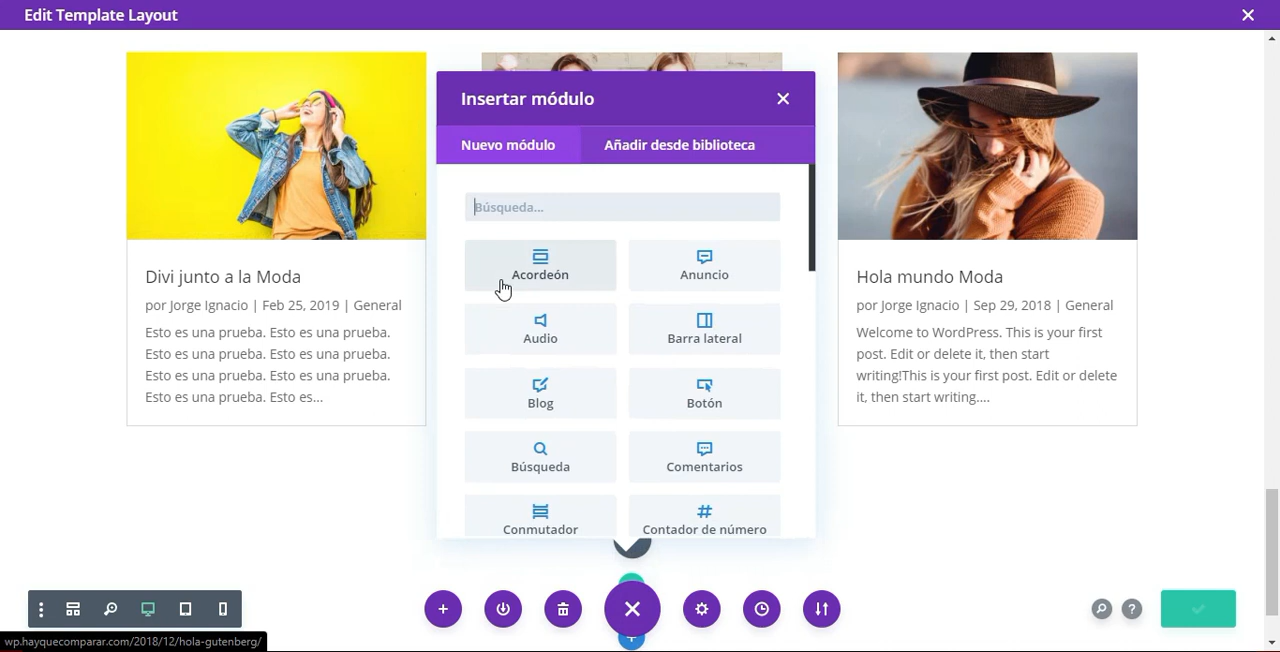 Edit Template Layout
Insertar módulo
Nuevo módulo
Añadir desde biblioteca
Búsqueda...
Acordeón
Anuncio
Audio
Barra lateral
Blog
Botón
Búsqueda
Comentarios
Conmutador
Contador de número
Divi junto a la Moda
por Jorge Ignacio | Feb 25, 2019 | General
Esto es una prueba. Esto es una prueba.
Esto es una prueba. Esto es una prueba.
Esto es una prueba. Esto es una prueba.
Esto es una prueba. Esto es...
Hola mundo Moda
por Jorge Ignacio | Sep 29, 2018 | General
Welcome to WordPress. This is your first
post. Edit or delete it, then start
writing!This is your first post. Edit or delete
it, then start writing....
wp.hayquecomparar.com/2018/12/hola-gutenberg/